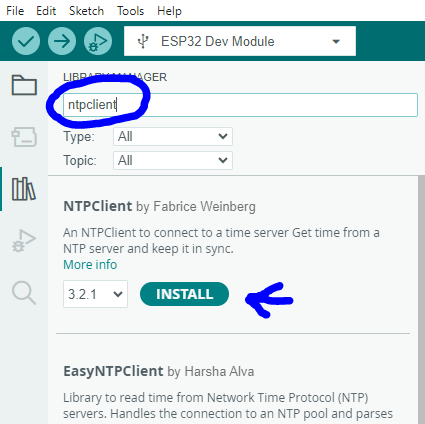 File Edit Sketch Tools Help
ESP32 Dev Module
LIBRARY MANAGER
ntpclient
Type: All
Topic: All
NTPClient by Fabrice Weinberg
An NTPClient to connect to a time server Get time from a
NTP server and keep it in sync.
More info
3.2.1 INSTALL
EasyNTPClient by Harsha Alva
Library to read time from Network Time Protocol (NTP)
servers. Handles the connection to an NTP pool and parses